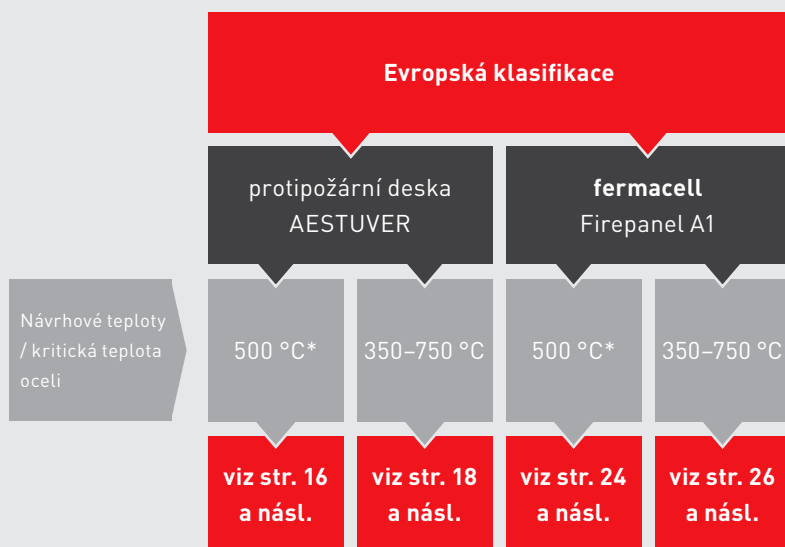 Evropská klasifikace
protipožární deska
AESTUVER
fermacell
Firepanel A1
Návrhové teploty
/ kritická teplota
oceli
500 °C*
350–750 °C
500 °C*
350–750 °C
viz str. 16
a násl.
viz str. 18
a násl.
viz str. 24
a násl.
viz str. 26
a násl.